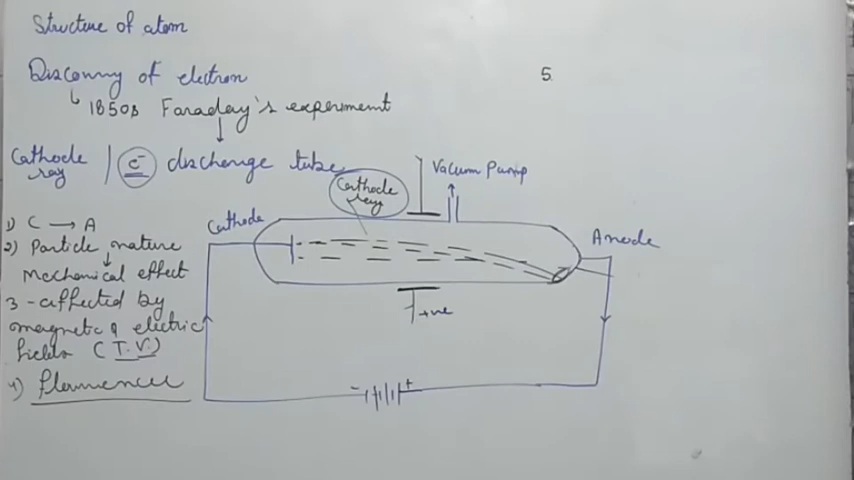 Structure of atom
Discovery of electron
5
1850s Faraday's experiment
Cathode ray | e⁻ discharge tube
Vacuum Pump
Cathode ray
Cathode
Anode
1) C → A
2) Particle nature
Mechanical effect
3 - affected by
magnetic & electric
fields (T.V.)
4)
+ve
- +